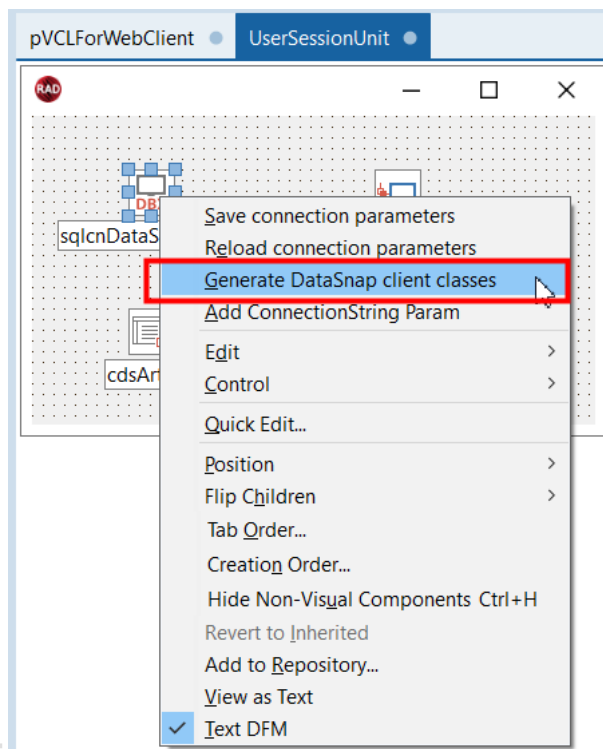 pVCLForWebClient UserSessionUnit
RAD
DB
sqlcnDataS
Save connection parameters
Reload connection parameters
Generate DataSnap client classes
Add ConnectionString Param
cdsAr
Edit
Control
Quick Edit...
Position
Flip Children
Tab Order...
Creation Order...
Hide Non-Visual Components Ctrl+H
Revert to Inherited
Add to Repository...
View as Text
Text DFM